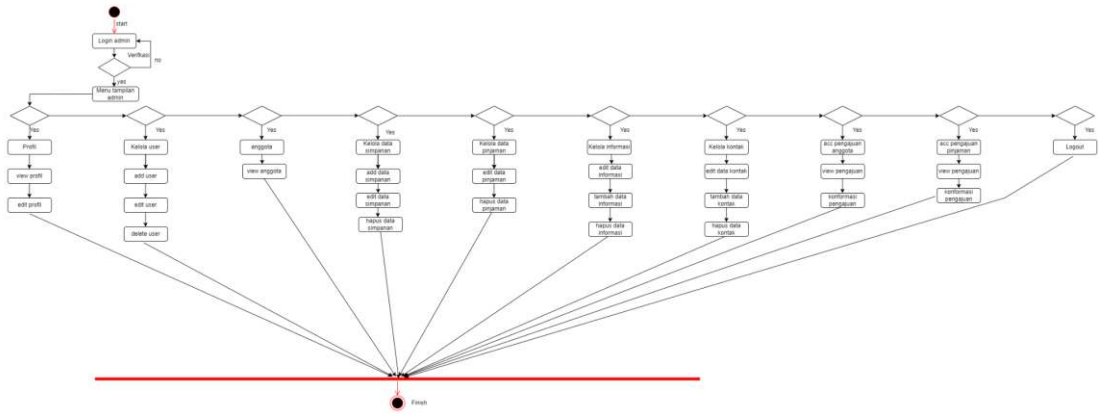 start
Login admin
Verifikasi
no
yes
Menu tampilan
admin
Yes
Yes
Yes
Yes
Yes
Yes
Yes
Yes
Yes
Yes
Profil
view profil
edit profil
Kelola user
add user
edit user
delete user
anggota
view anggota
Kelola data
simpanan
add data
simpanan
edit data
simpanan
hapus data
simpanan
Kelola data
pinjaman
edit data
pinjaman
hapus data
pinjaman
Kelola informasi
edit data
informasi
tambah data
informasi
hapus data
informasi
Kelola kontak
edit data kontak
tambah data
kontak
hapus data
kontak
acc pengajuan
anggota
view pengajuan
konformasi
pengajuan
acc pengajuan
pinjaman
view pengajuan
konformasi
pengajuan
Logout
Finish